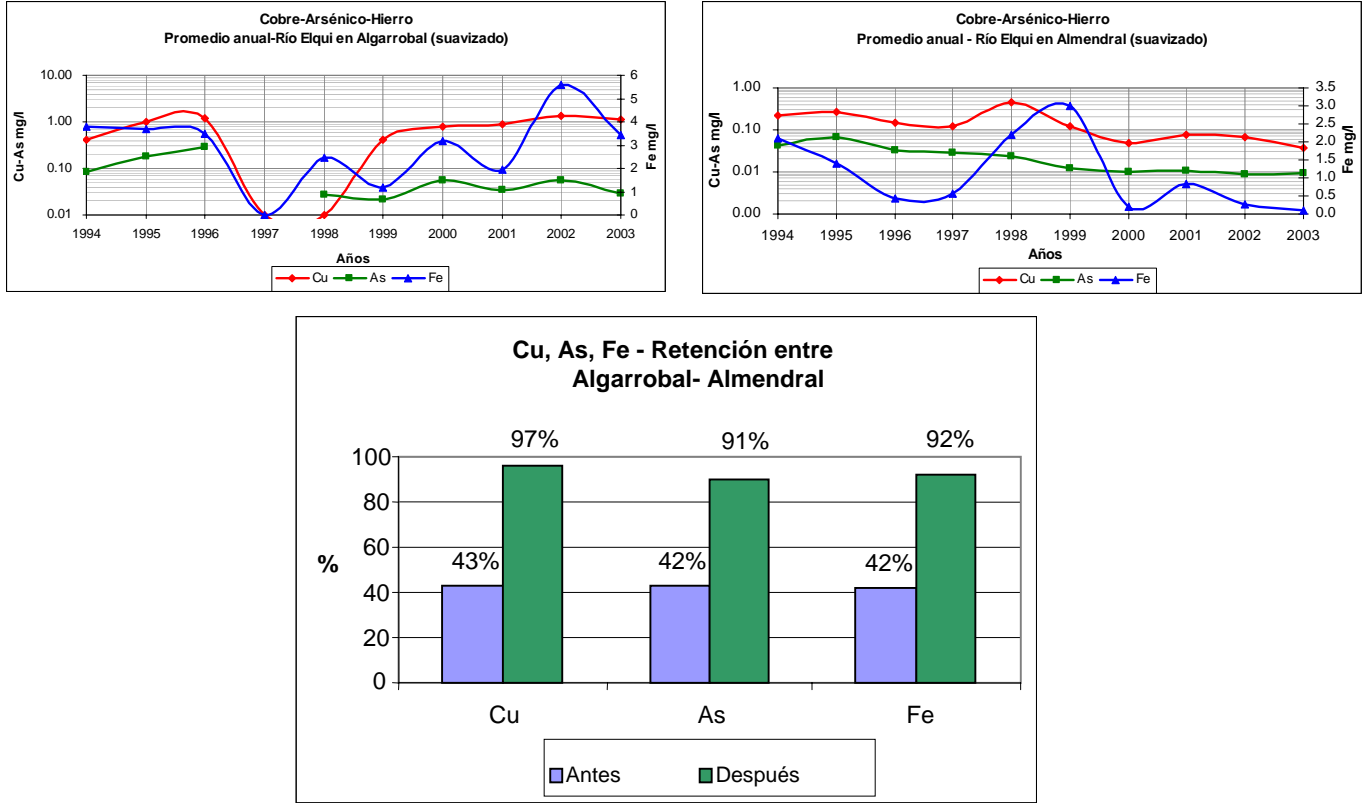 Cobre-Arsénico-Hierro
Promedio anual-Río Elqui en Algarrobal (suavizado)
10.00
1.00
0.10
0.01
Cu-As mg/l
6
5
4
3
2
1
0
Fe mg/l
1994 1995 1996 1997 1998 1999 2000 2001 2002 2003
Años
Cu As Fe
Cobre-Arsénico-Hierro
Promedio anual - Río Elqui en Almendral (suavizado)
1.00
0.10
0.01
0.00
Cu-As mg/l
3.5
3.0
2.5
2.0
1.5
1.0
0.5
0.0
Fe mg/l
1994 1995 1996 1997 1998 1999 2000 2001 2002 2003
Años
Cu As Fe
Cu, As, Fe - Retención entre
Algarrobal- Almendral
97% 91% 92%
43% 42% 42%
100
80
60
40
20
0
%
Cu As Fe
Antes Después